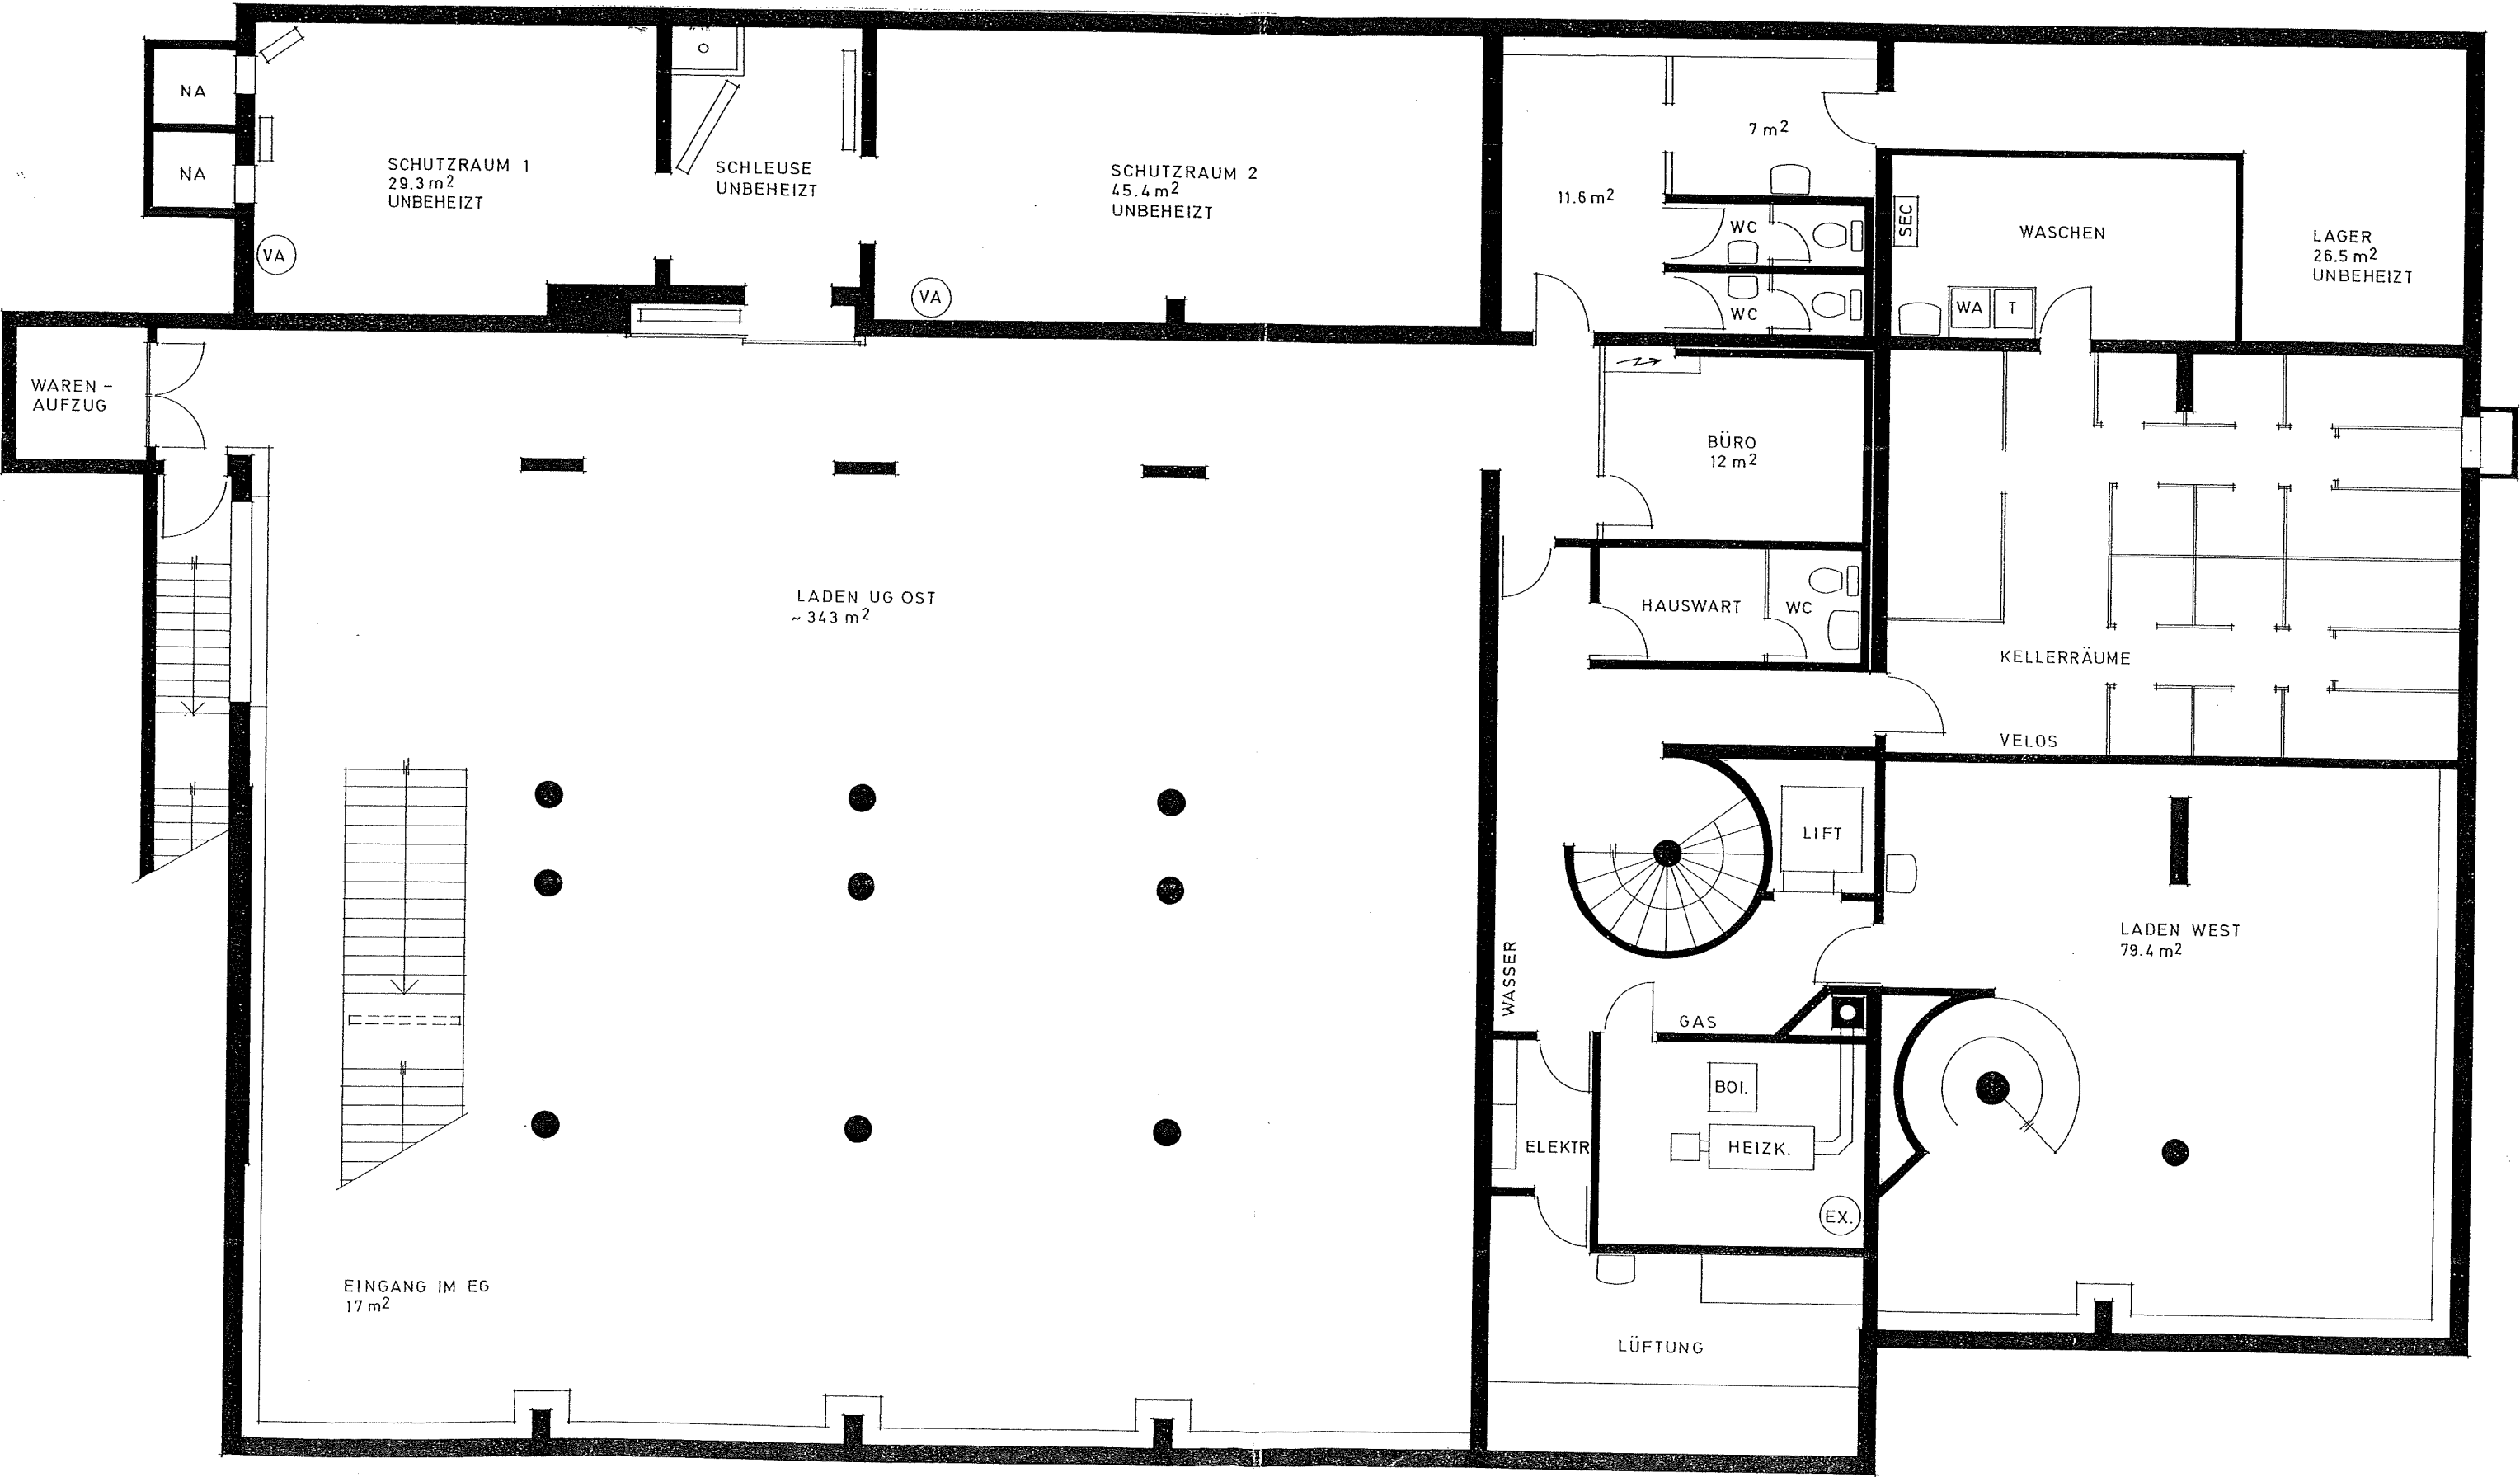 NA
NA
SCHUTZRAUM 1
29.3 m²
UNBEHEIZT
VA
SCHLEUSE
UNBEHEIZT
SCHUTZRAUM 2
45.4 m²
UNBEHEIZT
VA
7 m²
11.6 m²
WC
WC
SEC
WASCHEN
WA
T
LAGER
26.5 m²
UNBEHEIZT
WAREN-
AUFZUG
BÜRO
12 m²
LADEN UG OST
~ 343 m²
HAUSWART
WC
KELLERRÄUME
VELOS
LIFT
LADEN WEST
79.4 m²
WASSER
GAS
BOI.
ELEKTR
HEIZK.
EX.
EINGANG IM EG
17 m²
LÜFTUNG